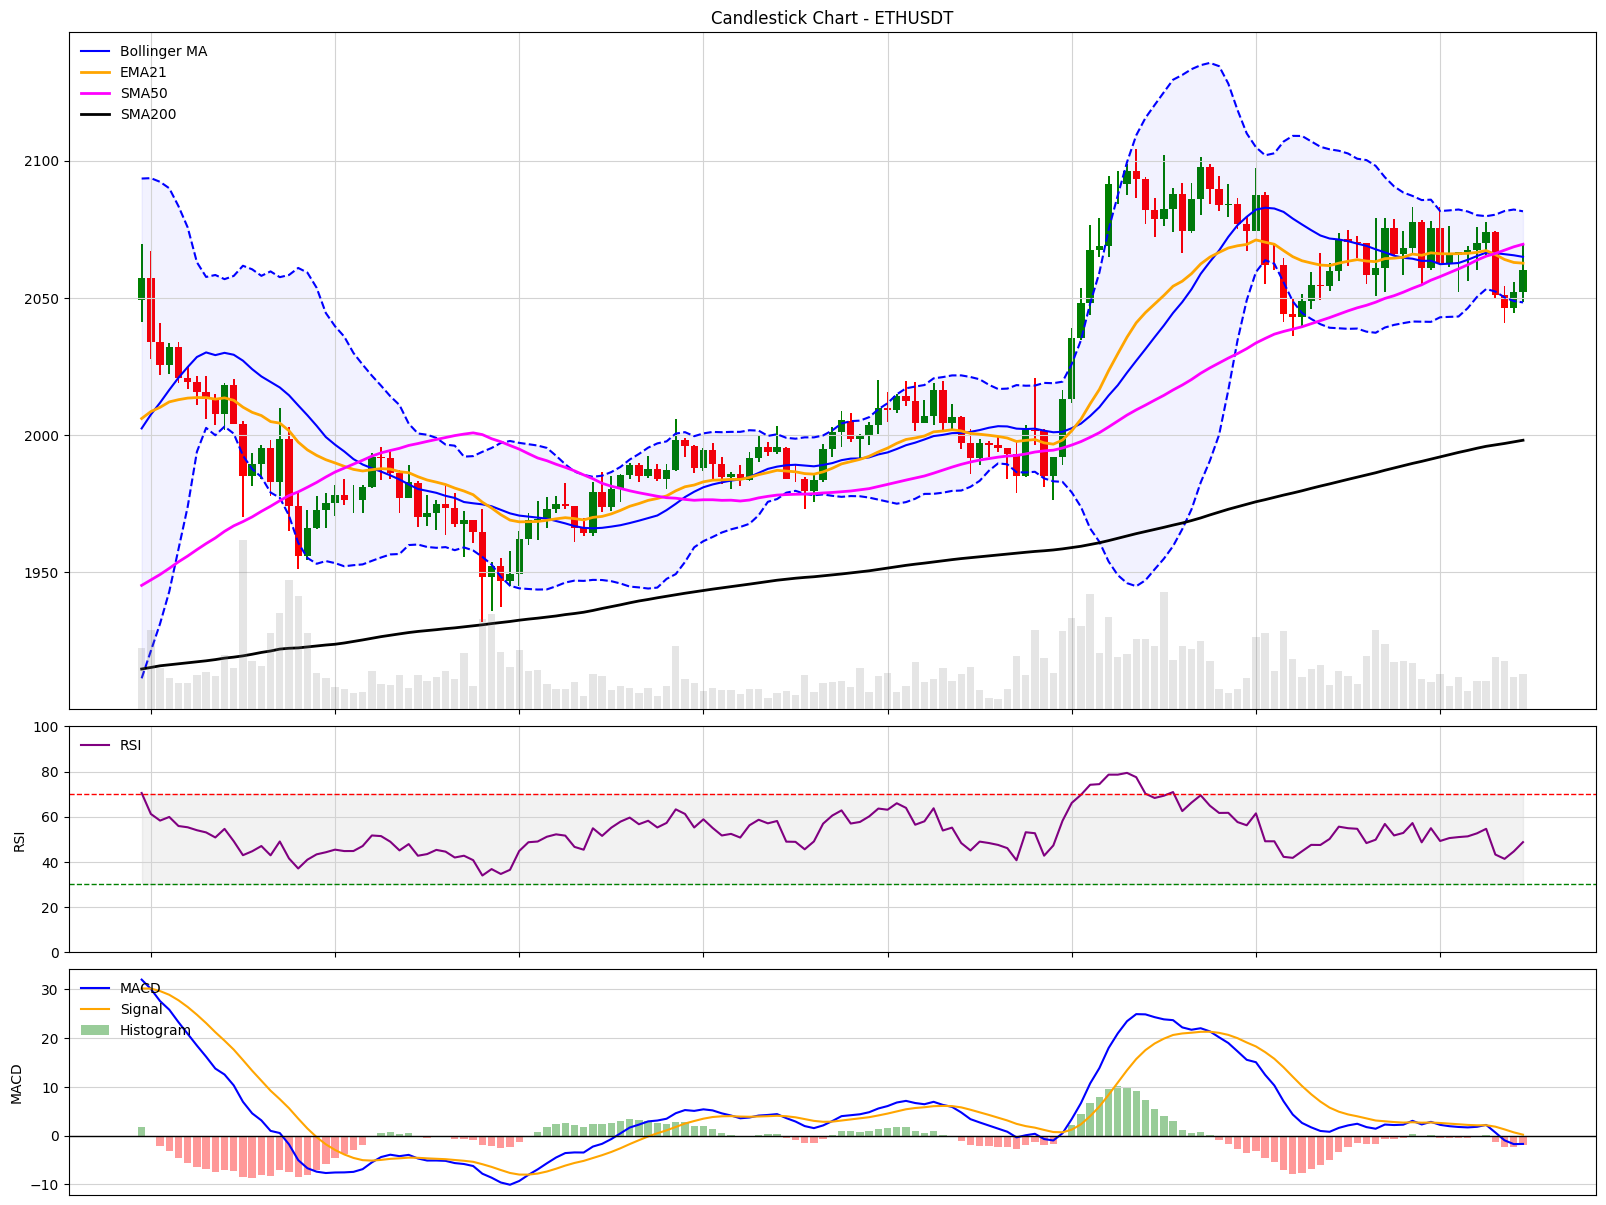 Candlestick Chart - ETHUSDT
Bollinger MA
EMA21
SMA50
SMA200
2100
2050
2000
1950
RSI
100
80
60
40
20
0
RSI
MACD
Signal
Histogram
30
20
10
0
−10
MACD